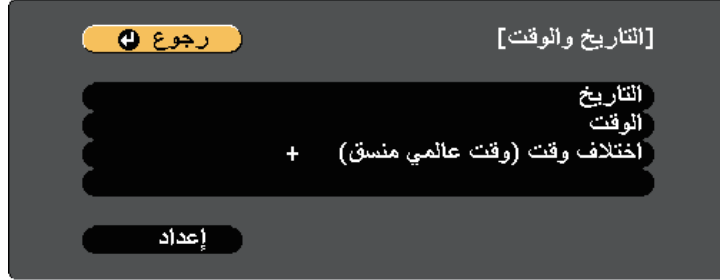 [التاريخ والوقت]
رجوع
التاريخ
الوقت
اختلاف وقت (وقت عالمي منسق) +
إعداد